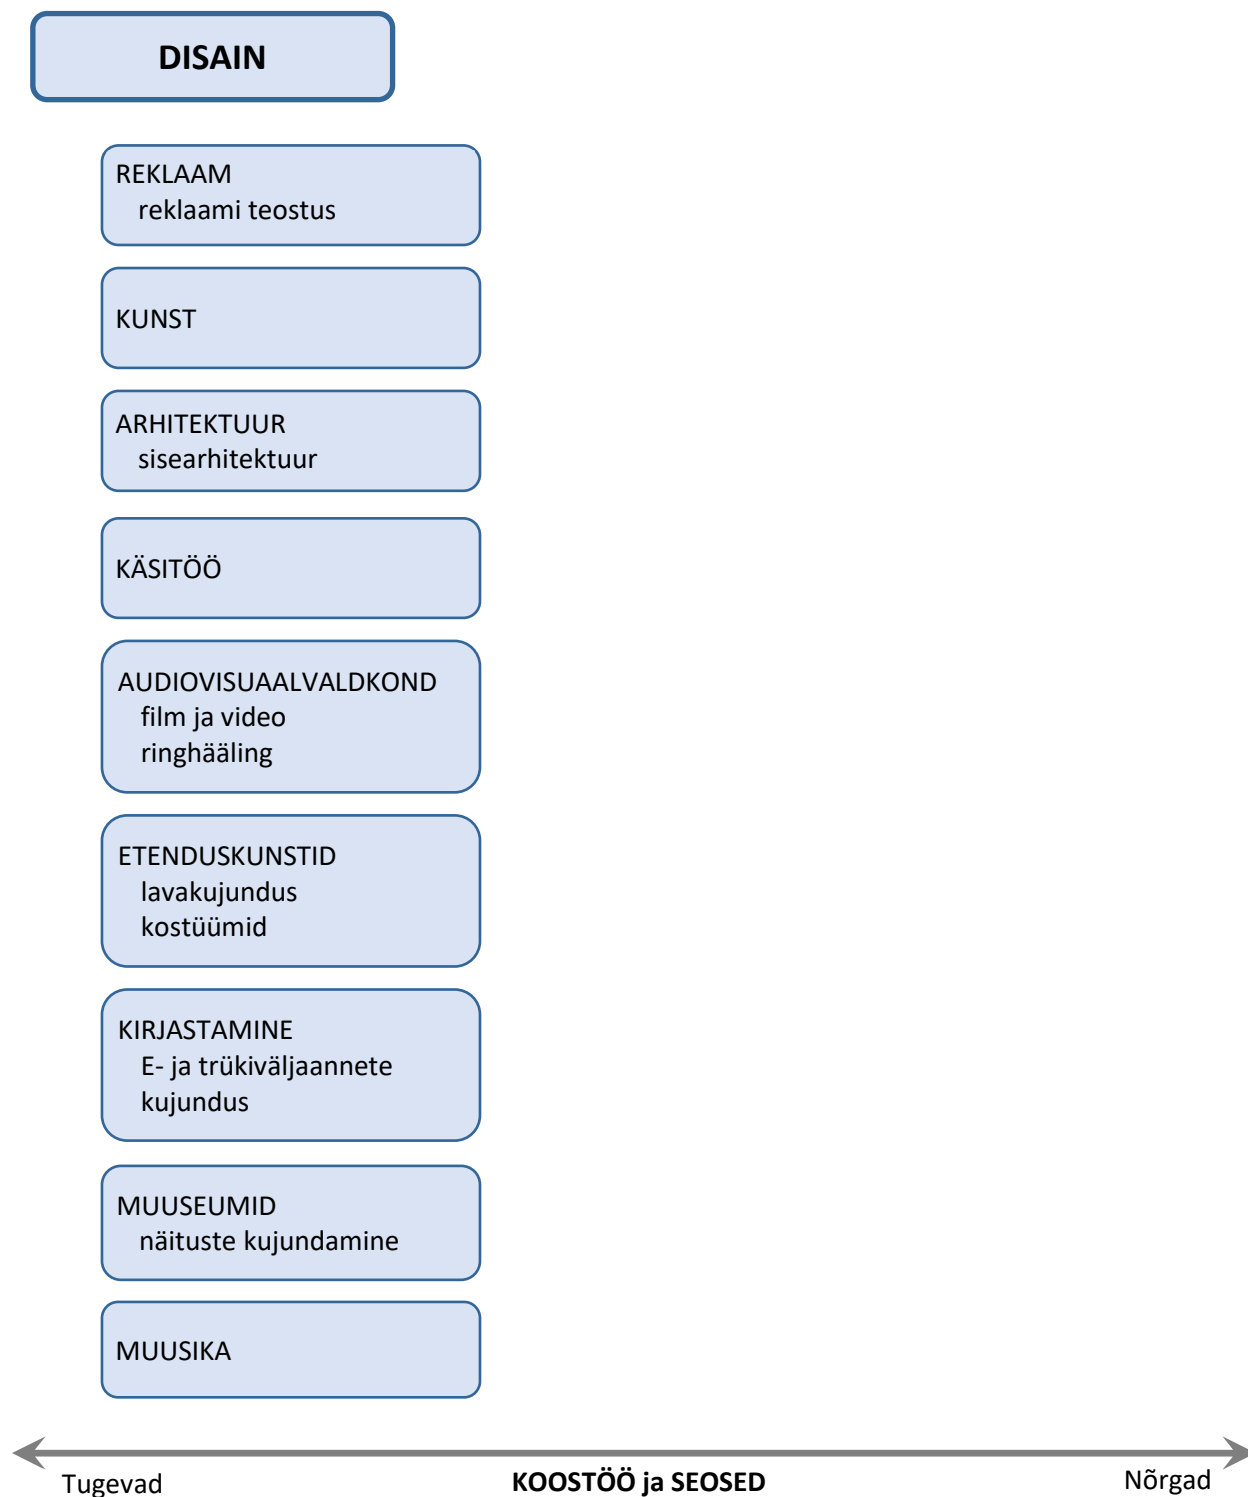 DISAIN
REKLAAM
reklaami teostus
KUNST
ARHITEKTUUR
sisearhitektuur
KÄSITÖÖ
AUDIOVISUAALVALDKOND
film ja video
ringhääling
ETENDUSKUNSTID
lavakujundus
kostüümid
KIRJASTAMINE
E- ja trükiväljaannete
kujundus
MUUSEUMID
näituste kujundamine
MUUSIKA
Tugevad KOOSTÖÖ ja SEOSED Nõrgad